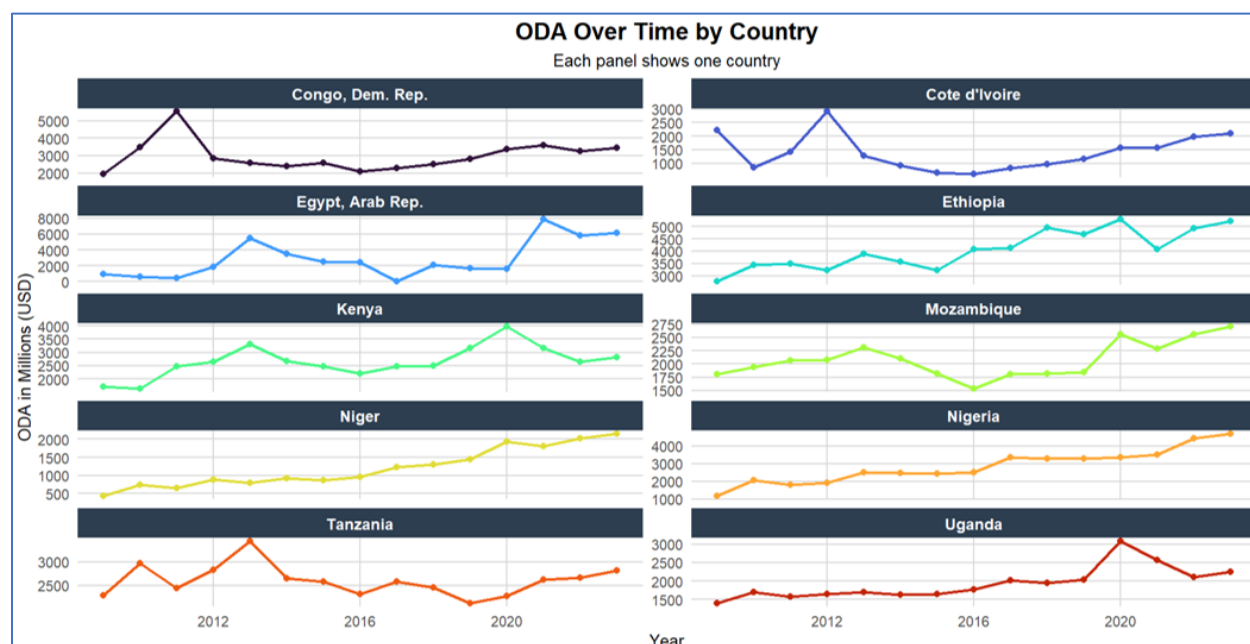 ODA Over Time by Country
Each panel shows one country
Congo, Dem. Rep.
5000
4000
3000
2000
Cote d'Ivoire
3000
2500
2000
1500
1000
Egypt, Arab Rep.
8000
6000
4000
2000
0
Ethiopia
5000
4500
4000
3500
3000
Kenya
4000
3500
3000
2500
2000
Mozambique
2750
2500
2250
2000
1750
1500
Niger
2000
1500
1000
500
Nigeria
4000
3000
2000
1000
Tanzania
3000
2500
Uganda
3000
2500
2000
1500
2012 2016 2020
2012 2016 2020
ODA in Millions (USD)
Year